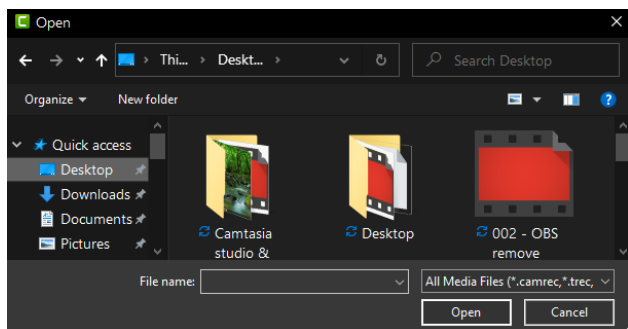 Open
Thi... Deskt...
Search Desktop
Organize New folder
Quick access
Desktop
Downloads
Documents
Pictures
Camtasia
studio &
Desktop
002 - OBS
remove
File name:
All Media Files (*.camrec,*.trec,
Open Cancel